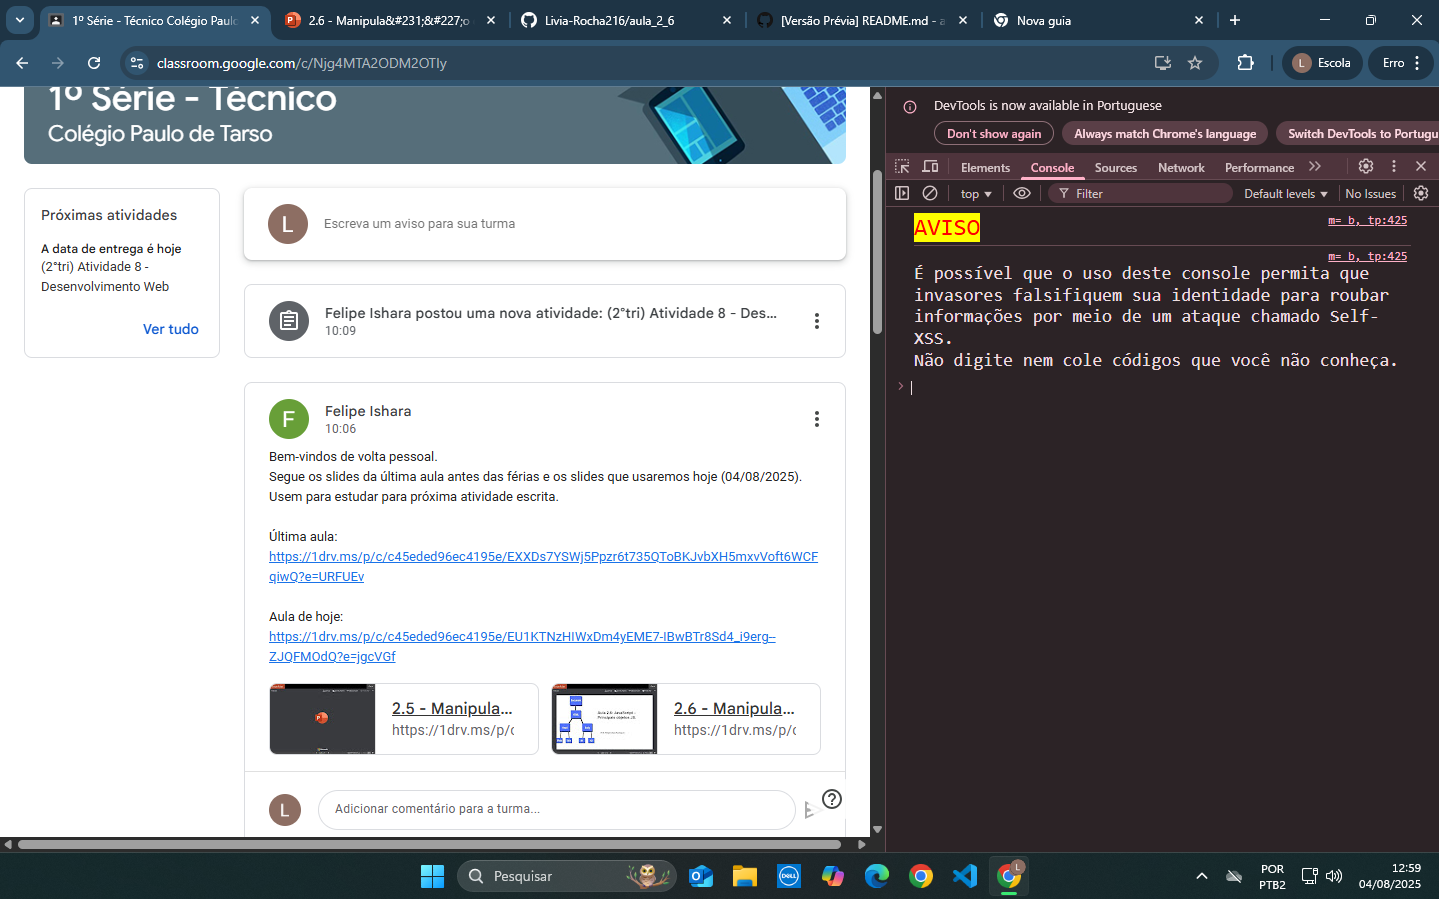 1º Série - Técnico Colégio Paulo
2.6 - Manipula&#231;&#227;o
Livia-Rocha216/aula_2_6
[Versão Prévia] README.md - a
Nova guia
classroom.google.com/c/Njg4MTA2ODM2OTIy
L
Escola
Erro
1º Série - Técnico
Colégio Paulo de Tarso
Próximas atividades
A data de entrega é hoje
(2°tri) Atividade 8 -
Desenvolvimento Web
Ver tudo
L
Escreva um aviso para sua turma
Felipe Ishara postou uma nova atividade: (2°tri) Atividade 8 - Des...
10:09
F
Felipe Ishara
10:06
Bem-vindos de volta pessoal.
Segue os slides da última aula antes das férias e os slides que usaremos hoje (04/08/2025).
Usem para estudar para próxima atividade escrita.
Última aula:
https://1drv.ms/p/c/c45eded96ec4195e/EXXDs7YSWj5Ppzr6t735QToBKJvbXH5mxvVoft6WCF
qiwQ?e=URFUEv
Aula de hoje:
https://1drv.ms/p/c/c45eded96ec4195e/EU1KTNzHIWxDm4yEME7-IBwBTr8Sd4_i9erg--
ZJQFMOdQ?e=jgcVGf
2.5 - Manipula...
https://1drv.ms/p/c
2.6 - Manipula...
https://1drv.ms/p/c
L
Adicionar comentário para a turma...
DevTools is now available in Portuguese
Don't show again
Always match Chrome's language
Switch DevTools to Portugu
Elements
Console
Sources
Network
Performance
top
Filter
Default levels
No Issues
AVISO
m=_b,_tp:425
m=_b,_tp:425
É possível que o uso deste console permita que
invasores falsifiquem sua identidade para roubar
informações por meio de um ataque chamado Self-
XSS.
Não digite nem cole códigos que você não conheça.
Pesquisar
DELL
L
POR
PTB2
12:59
04/08/2025